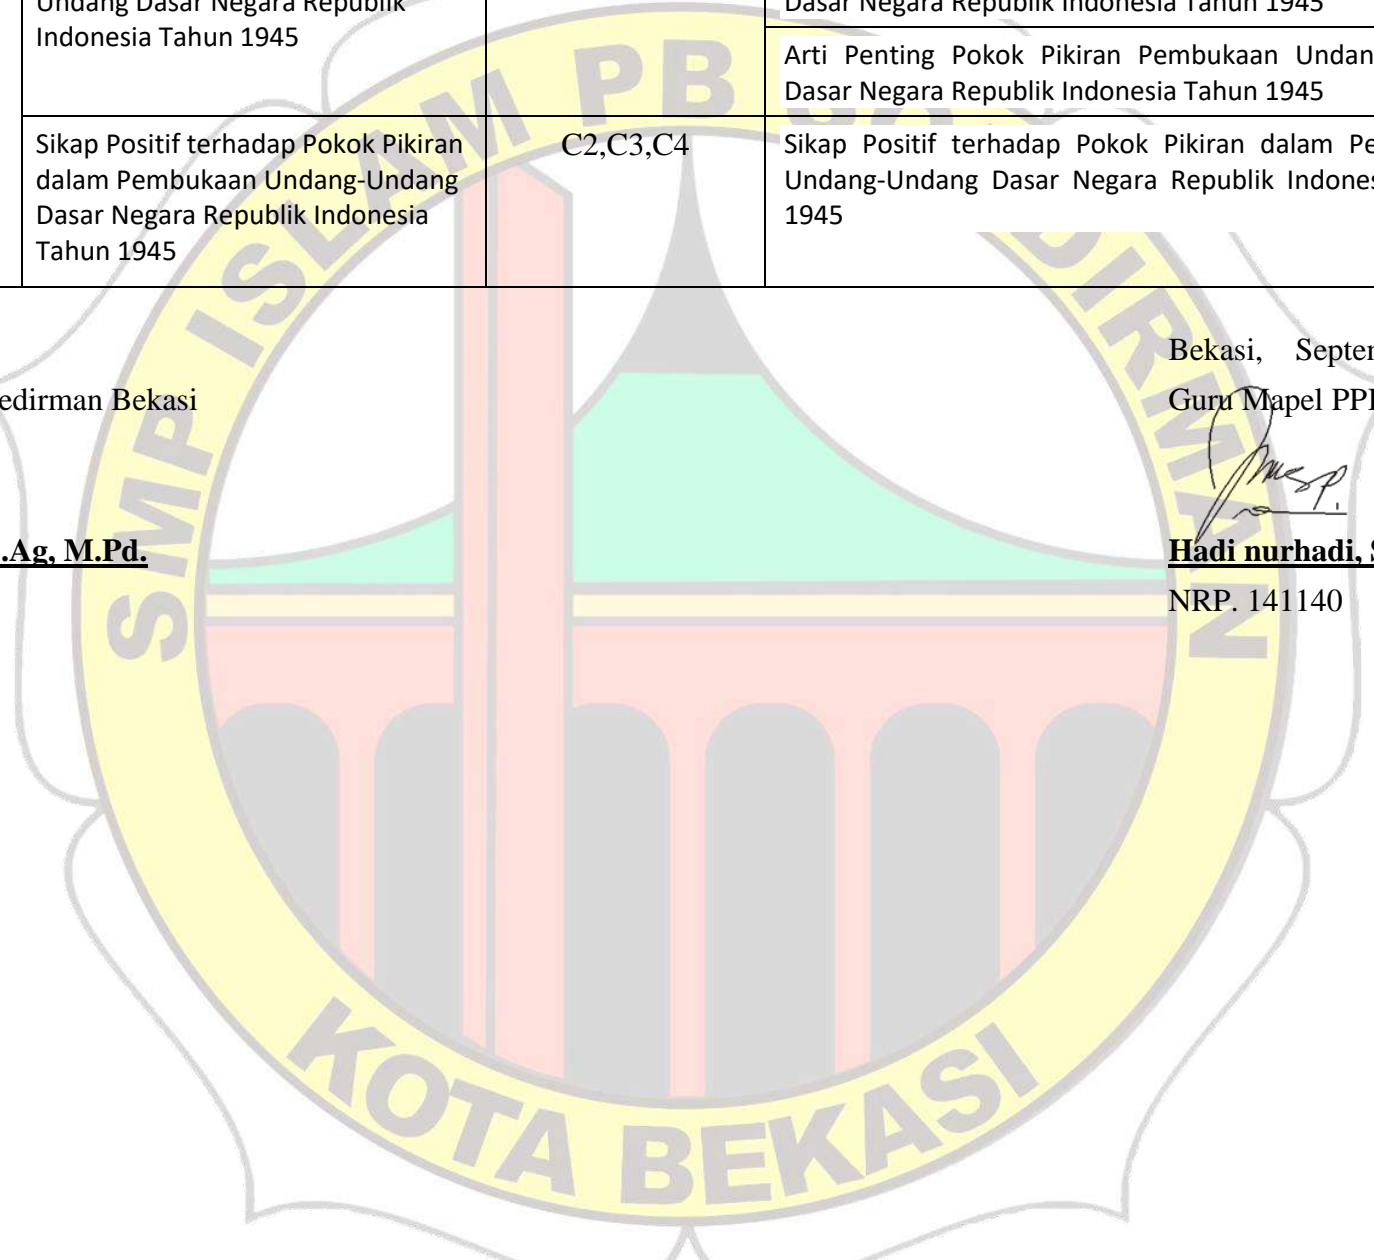 Undang Dasar Negara Republik
Indonesia Tahun 1945
Dasar Negara Republik Indonesia Tahun 1945
Arti Penting Pokok Pikiran Pembukaan Undan
Dasar Negara Republik Indonesia Tahun 1945
Sikap Positif terhadap Pokok Pikiran
dalam Pembukaan Undang-Undang
Dasar Negara Republik Indonesia
Tahun 1945
C2,C3,C4
Sikap Positif terhadap Pokok Pikiran dalam Pe
Undang-Undang Dasar Negara Republik Indones
1945
edirman Bekasi
.Ag, M.Pd.
Bekasi, Septe
Guru Mapel PP
Hadi nurhadi, S
NRP. 141140
SMP ISLAM PB
DIRMAN
KOTA BEKASI